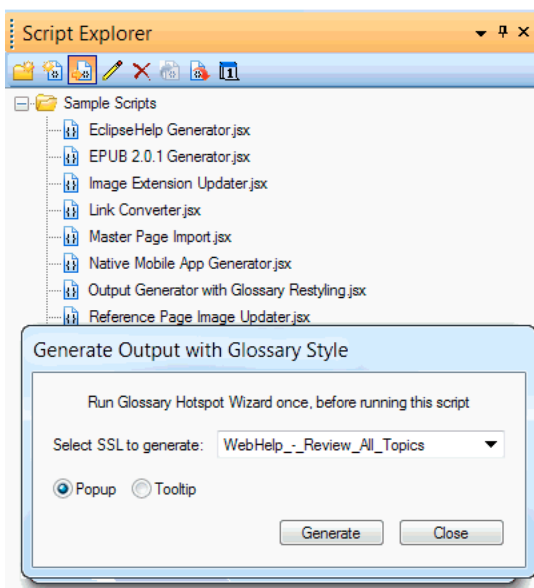 Script Explorer
Sample Scripts
EclipseHelp Generator.jsx
EPUB 2.0.1 Generator.jsx
Image Extension Updater.jsx
Link Converter.jsx
Master Page Import.jsx
Native Mobile App Generator.jsx
Output Generator with Glossary Restyling.jsx
Reference Page Image Updater.jsx
Generate Output with Glossary Style
Run Glossary Hotspot Wizard once, before running this script
Select SSL to generate: WebHelp_-_Review_All_Topics
Popup Tooltip
Generate Close